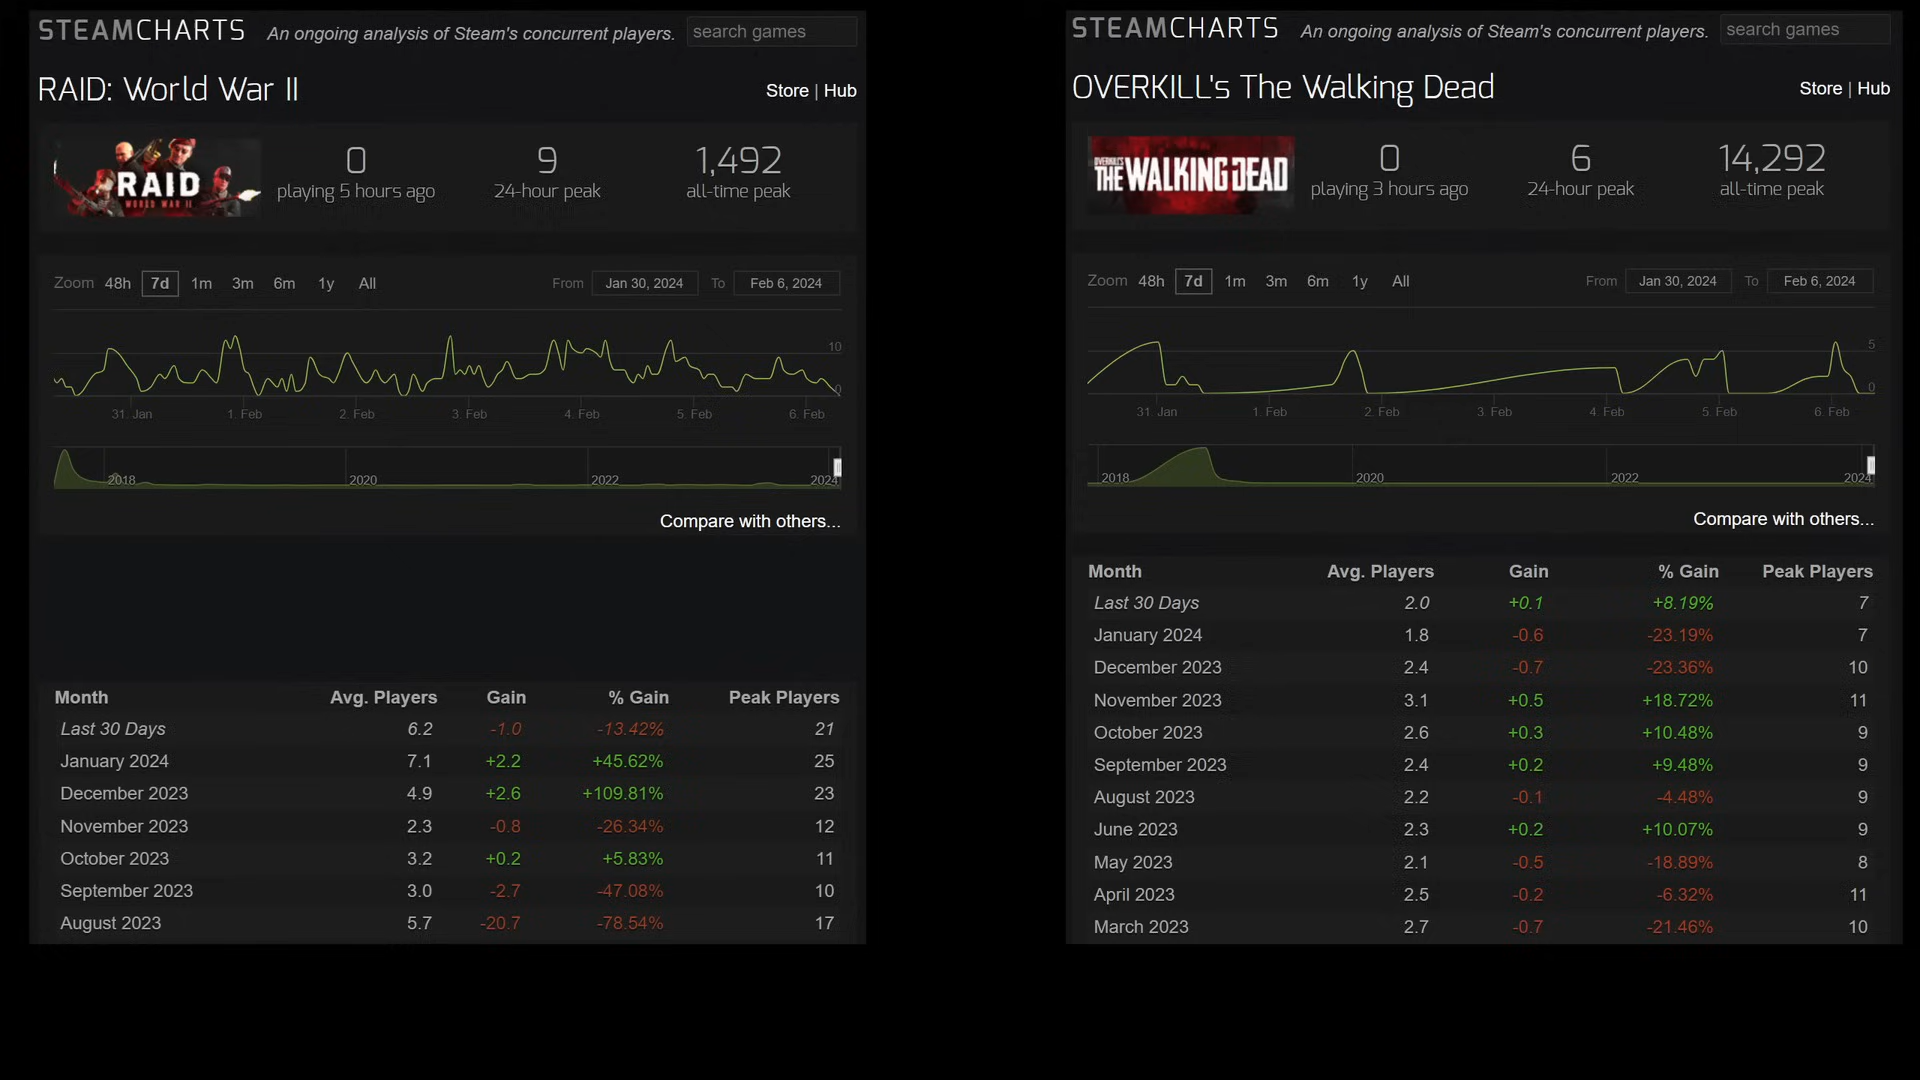 STEAMCHARTS An ongoing analysis of Steam's concurrent players. search games
RAID: World War II Store | Hub
RAID
WORLD WAR II
0 9 1,492
playing 5 hours ago 24-hour peak all-time peak
Zoom 48h 7d 1m 3m 6m 1y All From Jan 30, 2024 To Feb 6, 2024
10
0
31. Jan 1. Feb 2. Feb 3. Feb 4. Feb 5. Feb 6. Feb
2018 2020 2022 2024
Compare with others...
Month Avg. Players Gain % Gain Peak Players
Last 30 Days 6.2 -1.0 -13.42% 21
January 2024 7.1 +2.2 +45.62% 25
December 2023 4.9 +2.6 +109.81% 23
November 2023 2.3 -0.8 -26.34% 12
October 2023 3.2 +0.2 +5.83% 11
September 2023 3.0 -2.7 -47.08% 10
August 2023 5.7 -20.7 -78.54% 17
STEAMCHARTS An ongoing analysis of Steam's concurrent players. search games
OVERKILL's The Walking Dead Store | Hub
OVERKILL'S
THE WALKING DEAD
0 6 14,292
playing 3 hours ago 24-hour peak all-time peak
Zoom 48h 7d 1m 3m 6m 1y All From Jan 30, 2024 To Feb 6, 2024
5
0
31. Jan 1. Feb 2. Feb 3. Feb 4. Feb 5. Feb 6. Feb
2018 2020 2022 2024
Compare with others...
Month Avg. Players Gain % Gain Peak Players
Last 30 Days 2.0 +0.1 +8.19% 7
January 2024 1.8 -0.6 -23.19% 7
December 2023 2.4 -0.7 -23.36% 10
November 2023 3.1 +0.5 +18.72% 11
October 2023 2.6 +0.3 +10.48% 9
September 2023 2.4 +0.2 +9.48% 9
August 2023 2.2 -0.1 -4.48% 9
June 2023 2.3 +0.2 +10.07% 9
May 2023 2.1 -0.5 -18.89% 8
April 2023 2.5 -0.2 -6.32% 11
March 2023 2.7 -0.7 -21.46% 10